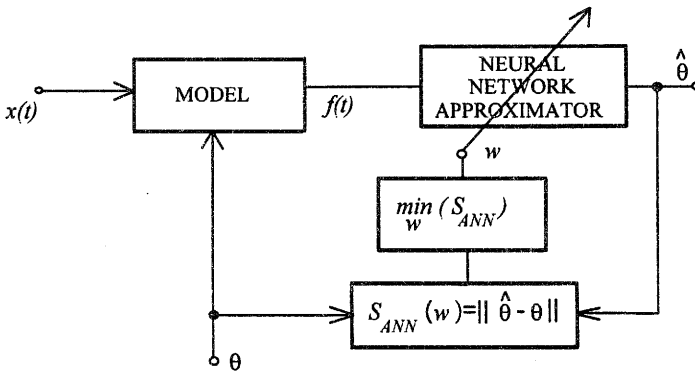 x(t)
MODEL
f(t)
NEURAL
NETWORK
APPROXIMATOR
θ̂
w
min (S_ANN)
w
S_ANN (w)=|| θ̂ - θ ||
θ